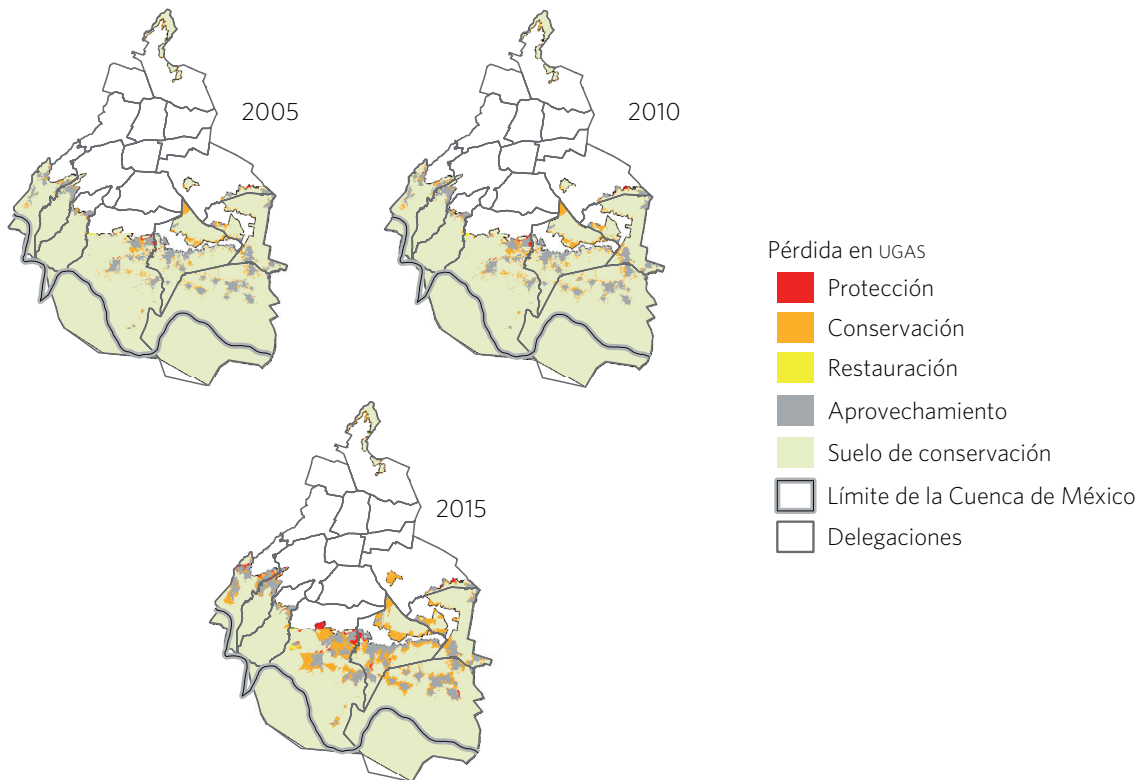 2005
2010
2015
Pérdida en UGAS
Protección
Conservación
Restauración
Aprovechamiento
Suelo de conservación
Límite de la Cuenca de México
Delegaciones